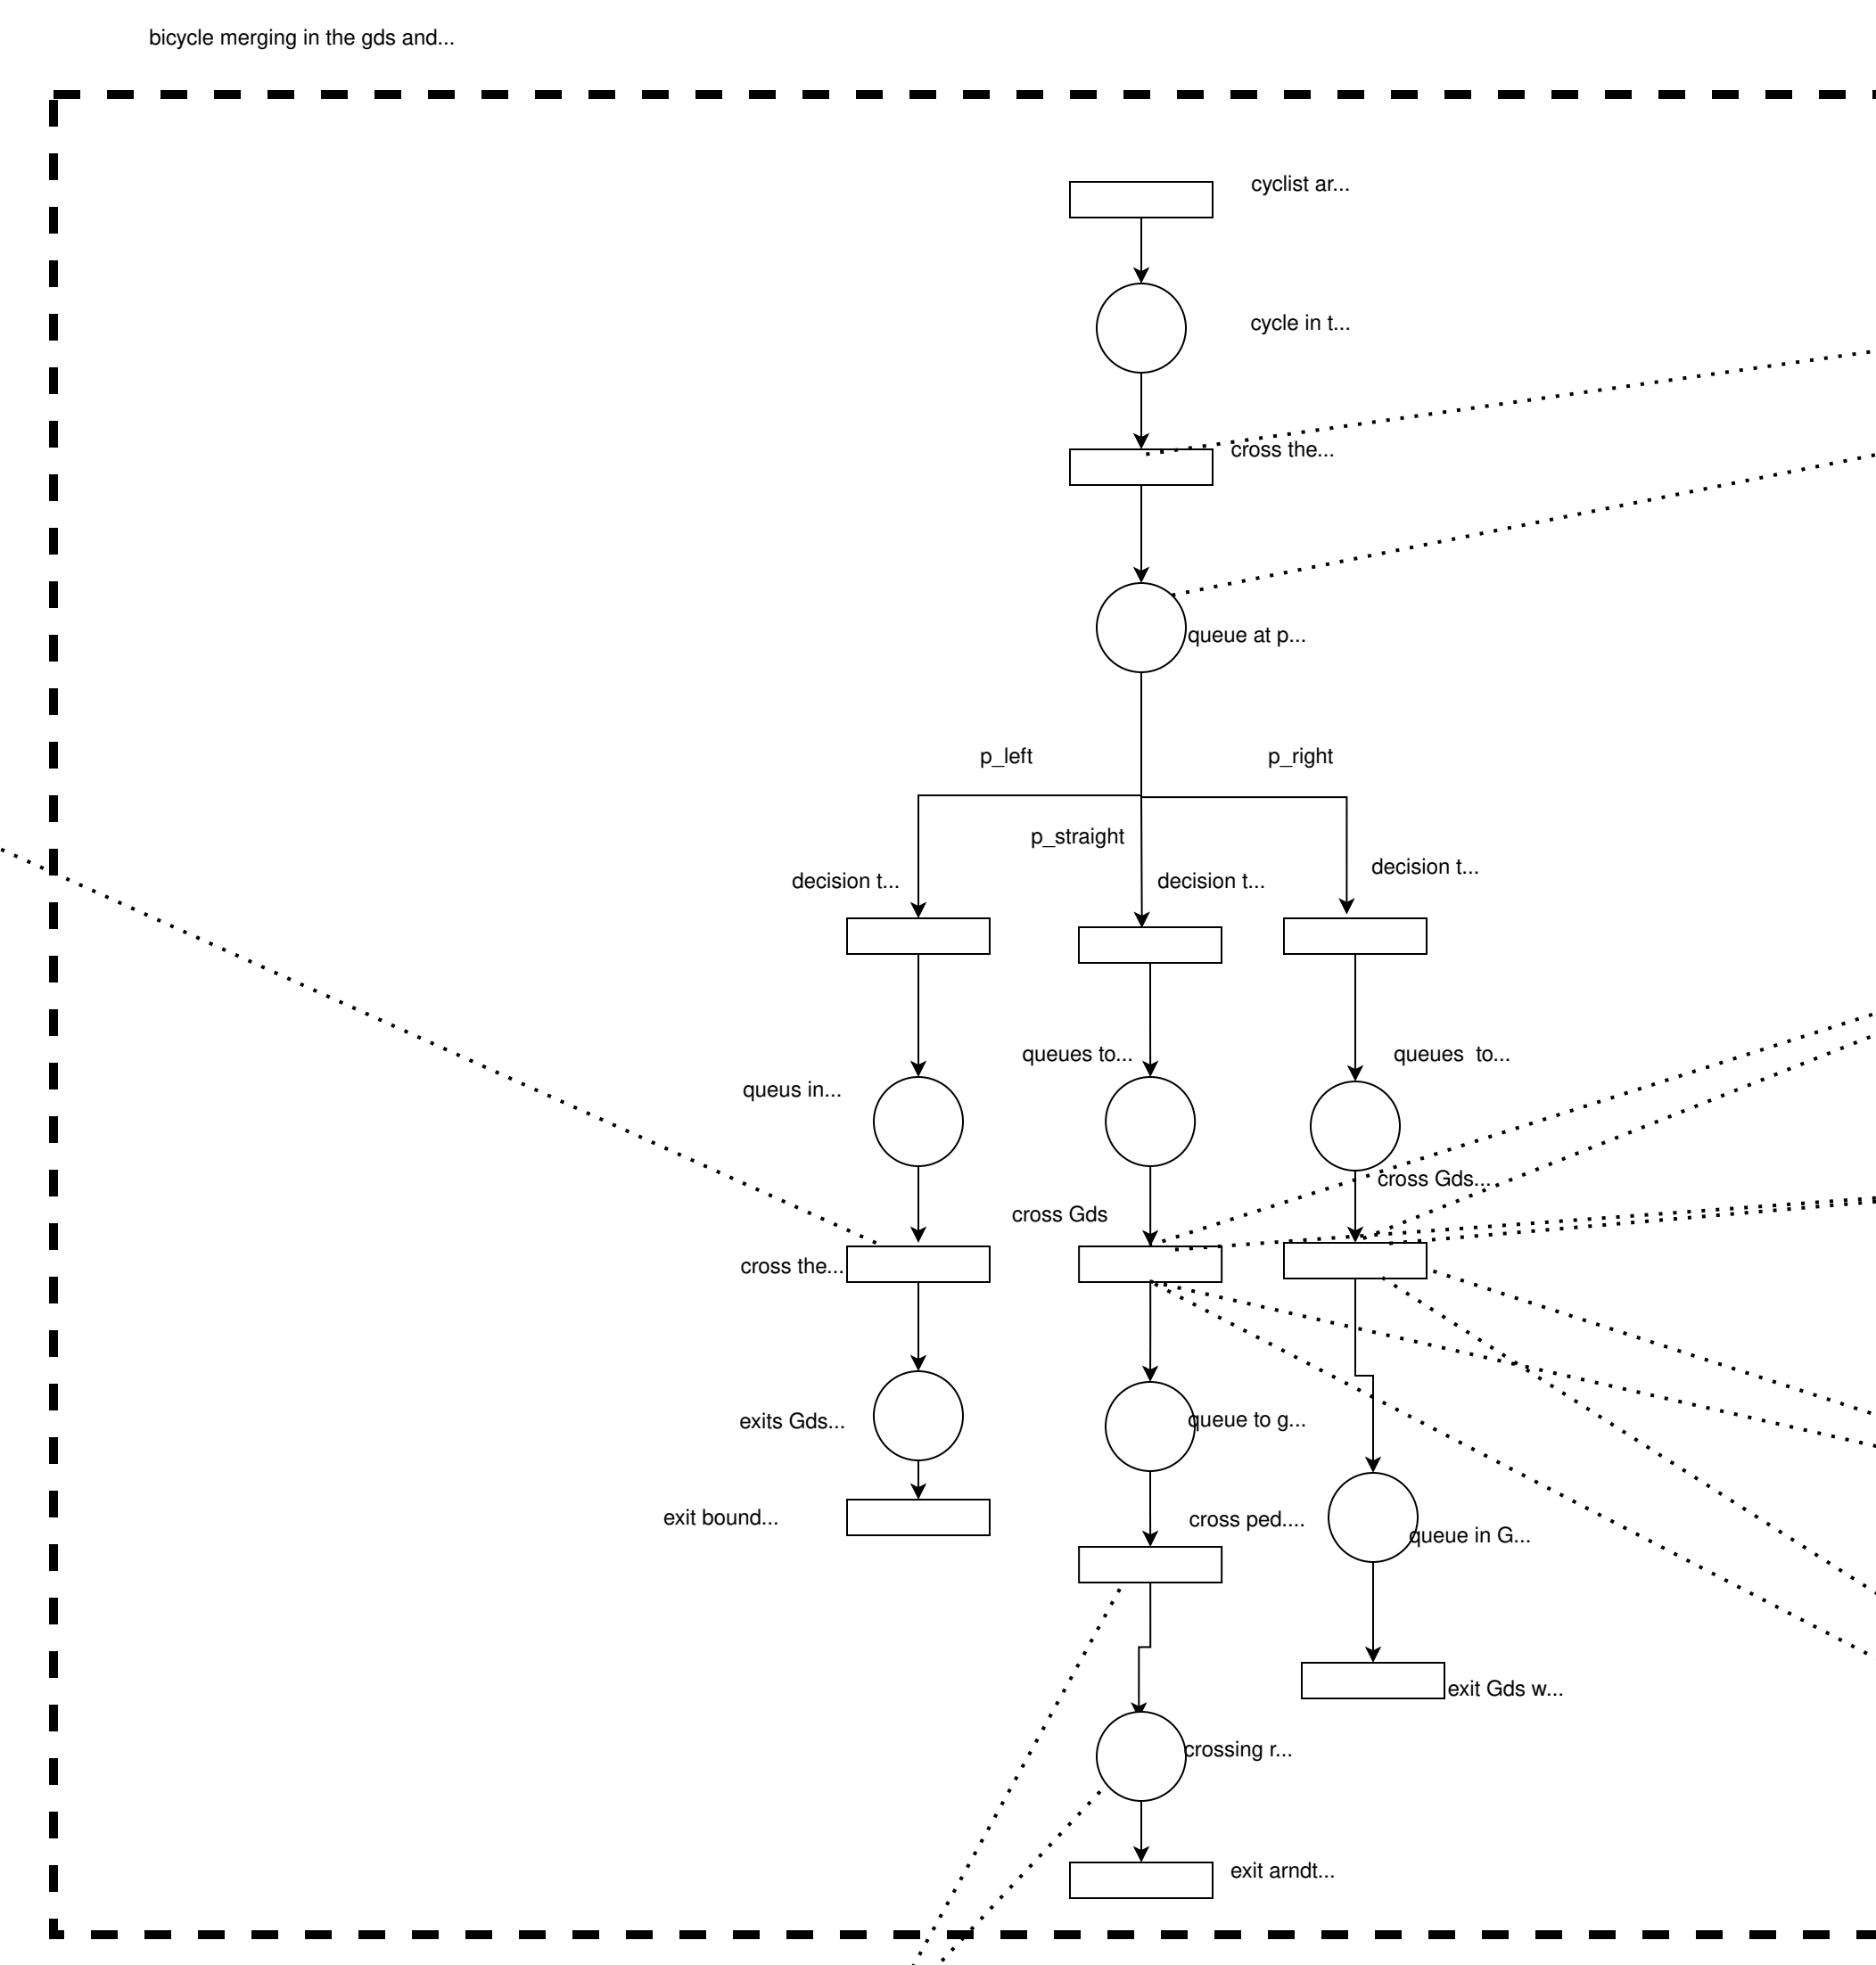 bicycle merging in the gds and...
cyclist ar...
cycle in t...
cross the...
queue at p...
p_left
p_right
p_straight
decision t...
decision t...
decision t...
queues to...
queues  to...
queus in...
cross Gds...
cross Gds
cross the...
exits Gds...
queue to g...
exit bound...
cross ped....
queue in G...
exit Gds w...
crossing r...
exit arndt...